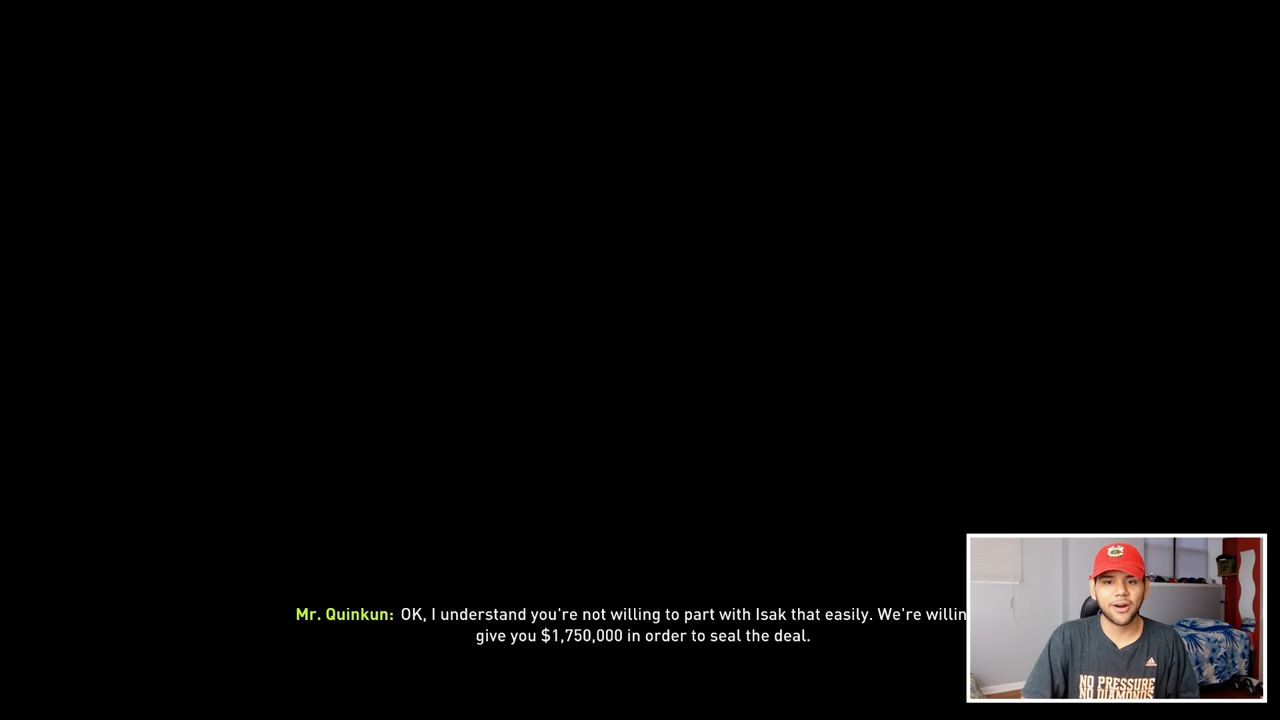 Mr. Quinkun: OK, I understand you're not willing to part with Isak that easily. We're willin
give you $1,750,000 in order to seal the deal.
NO PRESSURE
NO DIAMONDS